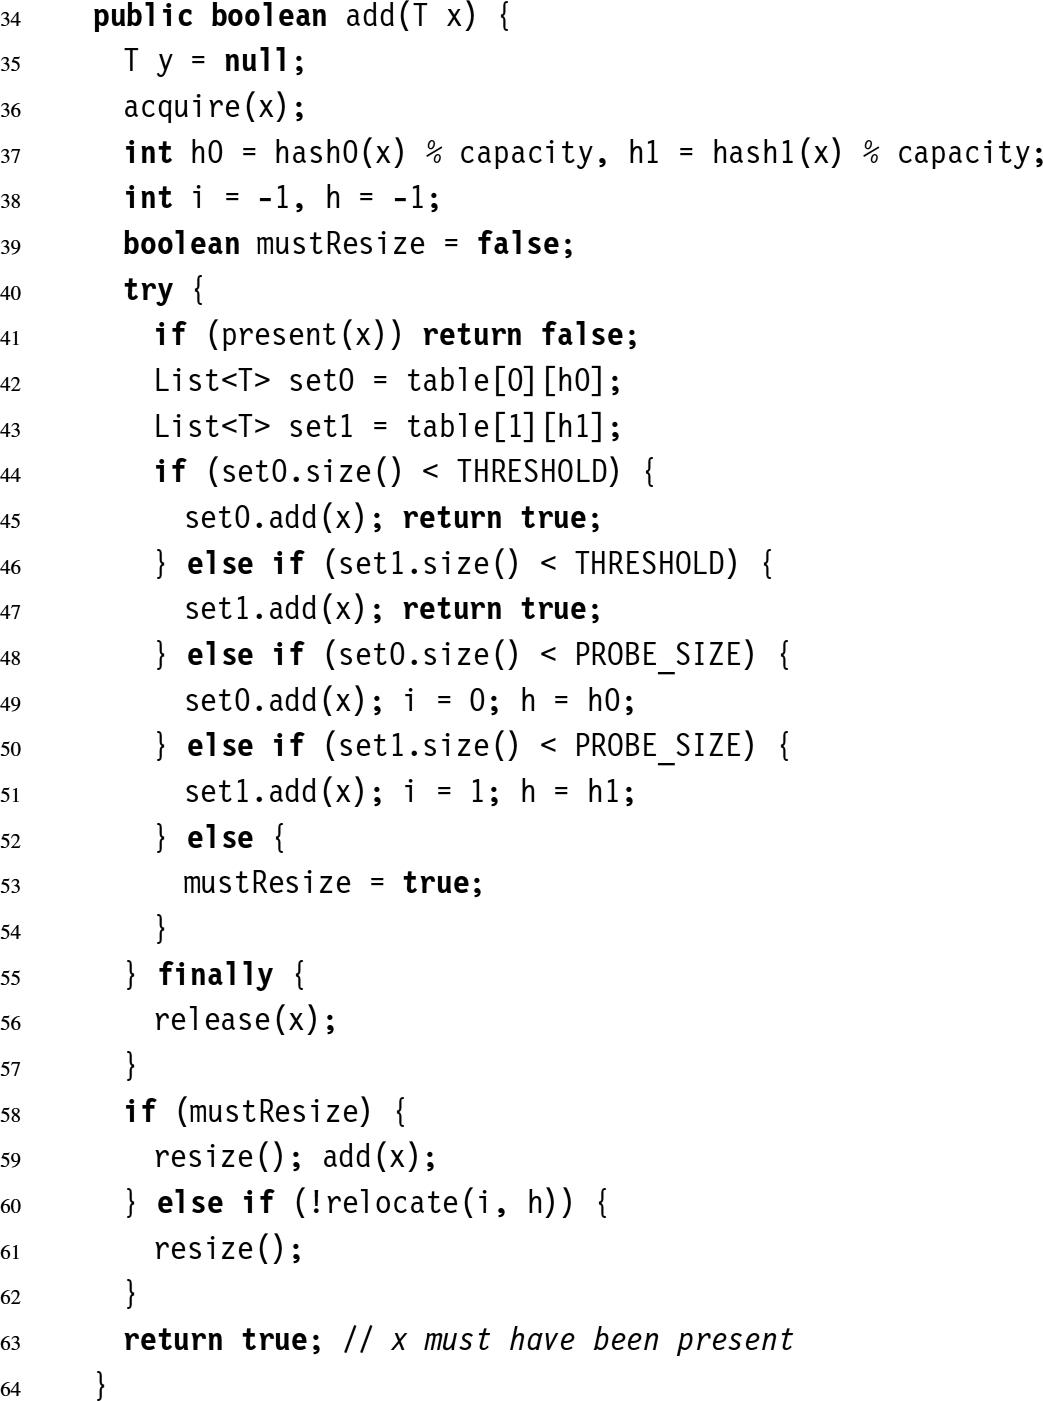 34 public boolean add(T x) {
35 T y = null;
36 acquire(x);
37 int h0 = hash0(x) % capacity, h1 = hash1(x) % capacity;
38 int i = -1, h = -1;
39 boolean mustResize = false;
40 try {
41 if (present(x)) return false;
42 List<T> set0 = table[0][h0];
43 List<T> set1 = table[1][h1];
44 if (set0.size() < THRESHOLD) {
45 set0.add(x); return true;
46 } else if (set1.size() < THRESHOLD) {
47 set1.add(x); return true;
48 } else if (set0.size() < PROBE_SIZE) {
49 set0.add(x); i = 0; h = h0;
50 } else if (set1.size() < PROBE_SIZE) {
51 set1.add(x); i = 1; h = h1;
52 } else {
53 mustResize = true;
54 }
55 } finally {
56 release(x);
57 }
58 if (mustResize) {
59 resize(); add(x);
60 } else if (!relocate(i, h)) {
61 resize();
62 }
63 return true; // x must have been present
64 }